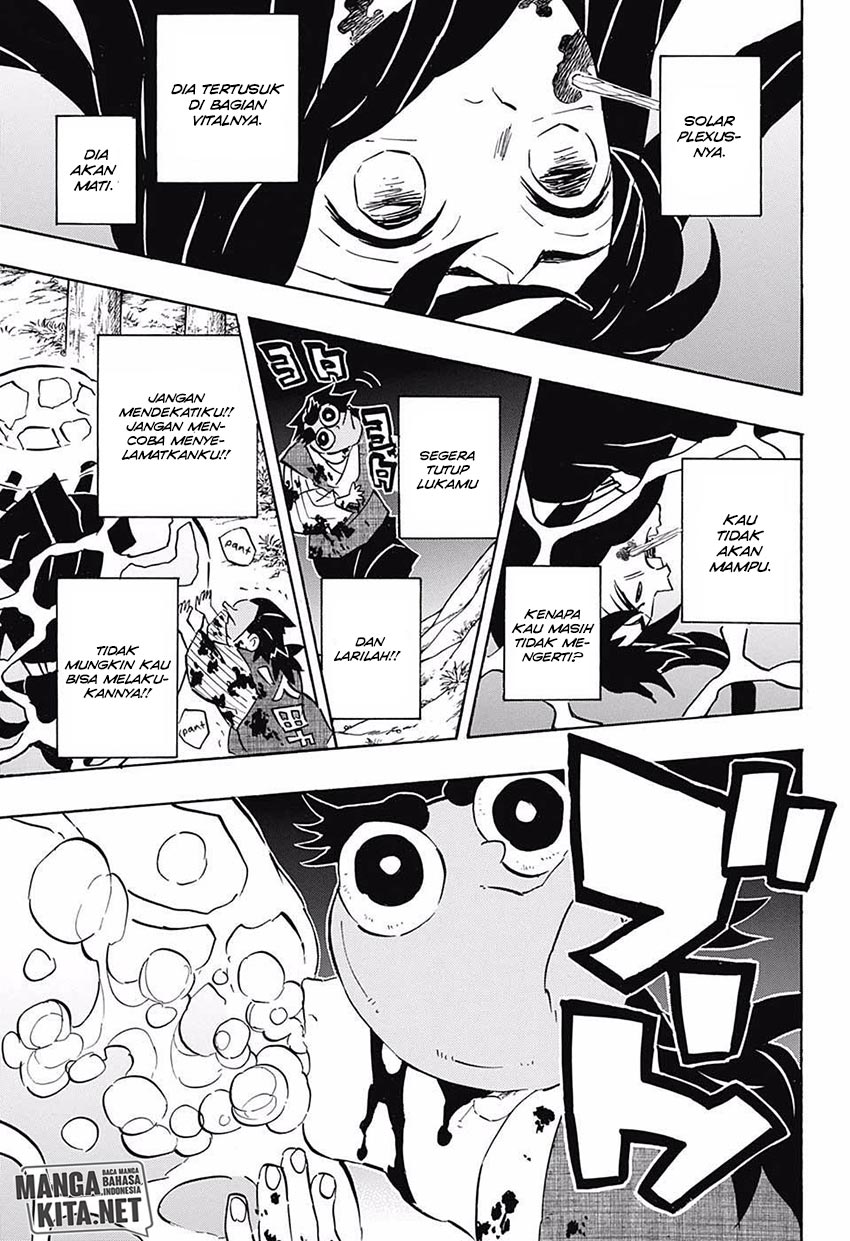 SOLAR
PLEXUS-
NYA.
DIA TERTUSUK
DI BAGIAN
VITALNYA.
DIA
AKAN
MATI.
KAU
TIDAK
AKAN
MAMPU.
KENAPA
KAU MASIH
TIDAK ME-
NGERTI?
SEGERA
TUTUP
LUKAMU
DAN
LARILAH!!
JANGAN
MENDEKATIKU!!
JANGAN MEN-
COBA MENYE-
LAMATKANKU!!
pant
TIDAK
MUNGKIN KAU
BISA MELAKU-
KANNYA!!
pant
MANGA
KITA.NET
BACA MANGA
BAHASA
INDONESIA